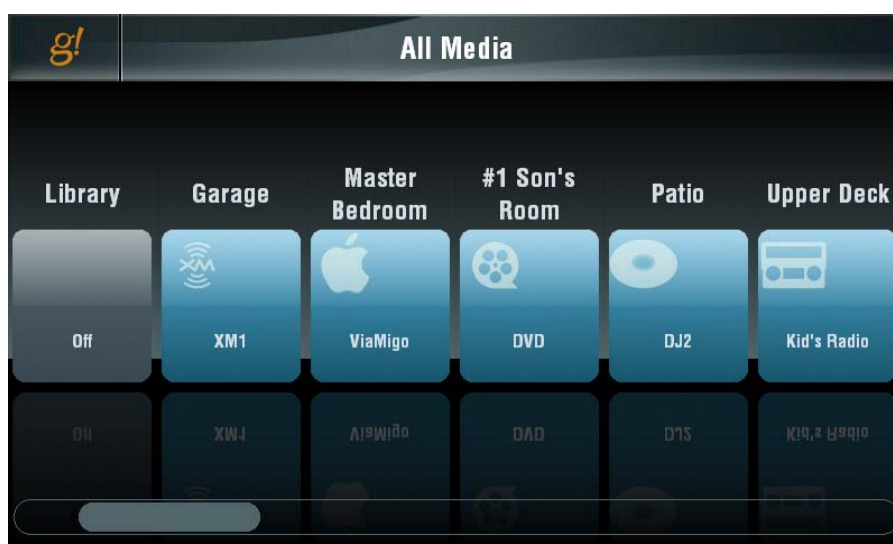 g!
All Media
Library
Garage
Master
Bedroom
#1 Son's
Room
Patio
Upper Deck
XM
Off
XM1
ViaMigo
DVD
DJ2
Kid's Radio